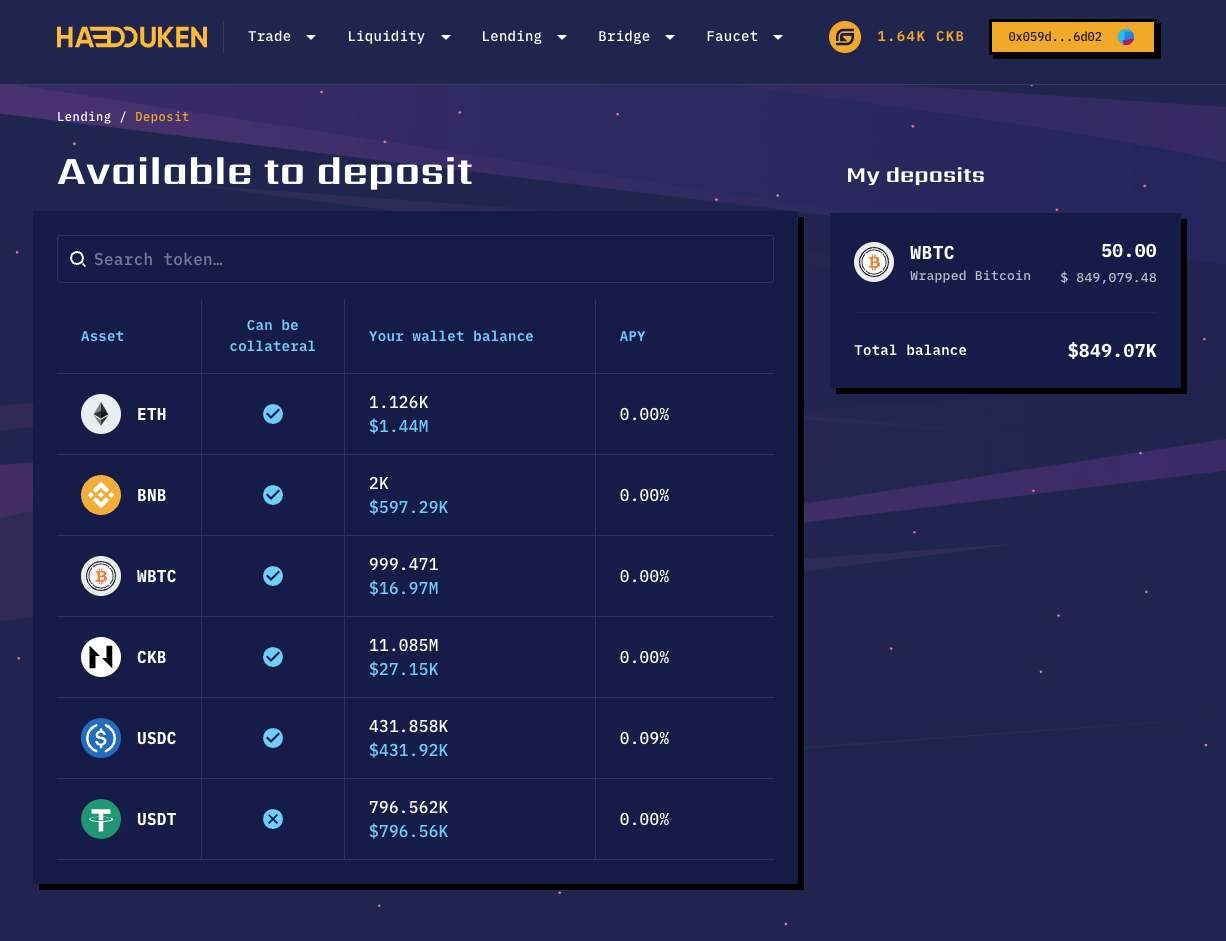 HADOUKEN
Trade
Liquidity
Lending
Bridge
Faucet
1.64K CKB
0x059d...6d02
Lending / Deposit
Available to deposit
Search token…
Asset
Can be
collateral
Your wallet balance
APY
ETH
1.126K
$1.44M
0.00%
BNB
2K
$597.29K
0.00%
WBTC
999.471
$16.97M
0.00%
CKB
11.085M
$27.15K
0.00%
USDC
431.858K
$431.92K
0.09%
USDT
796.562K
$796.56K
0.00%
My deposits
WBTC
50.00
Wrapped Bitcoin
$ 849,079.48
Total balance
$849.07K